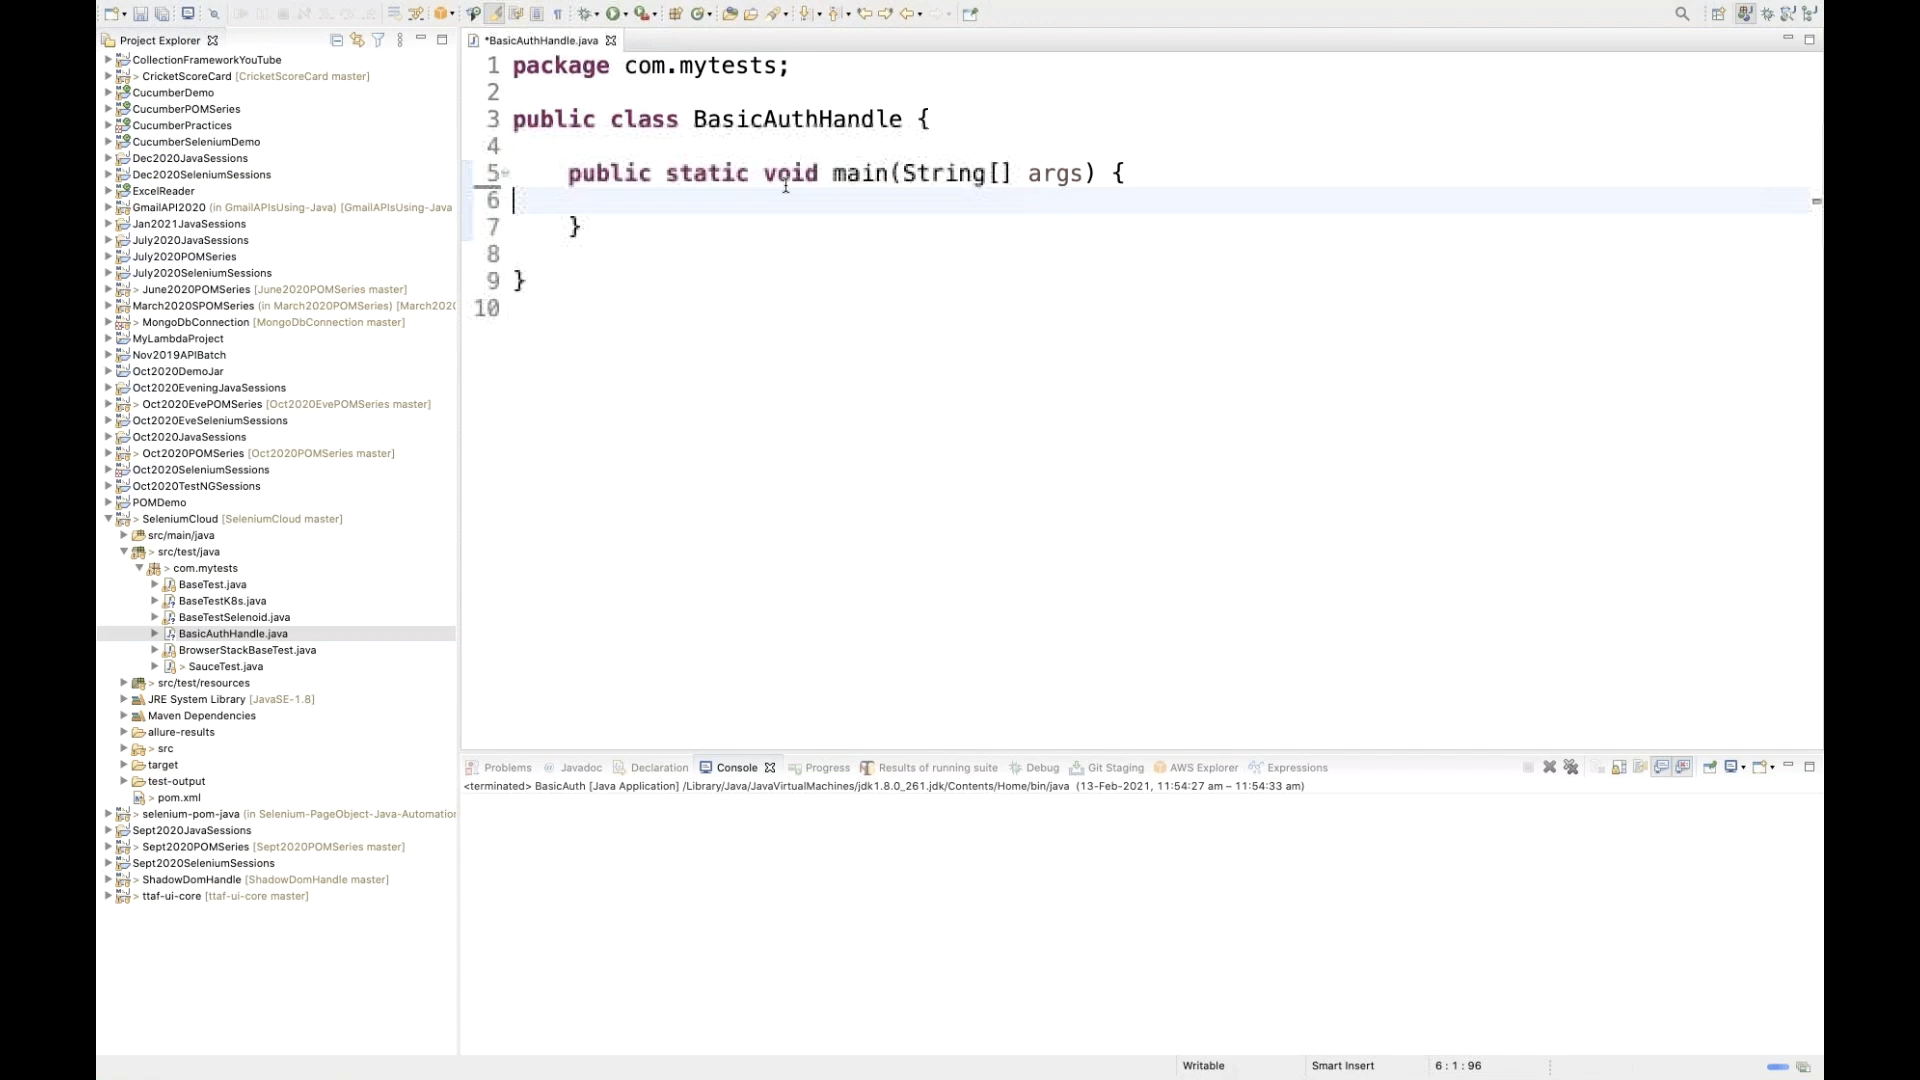 Project Explorer
*BasicAuthHandle.java
CollectionFrameworkYouTube
> CricketScoreCard [CricketScoreCard master]
CucumberDemo
CucumberPOMSeries
CucumberPractices
CucumberSeleniumDemo
Dec2020JavaSessions
Dec2020SeleniumSessions
ExcelReader
GmailAPI2020 (in GmailAPIsUsing-Java) [GmailAPIsUsing-Java
Jan2021JavaSessions
July2020JavaSessions
July2020POMSeries
July2020SeleniumSessions
> June2020POMSeries [June2020POMSeries master]
March2020SPOMSeries (in March2020POMSeries) [March2020
> MongoDbConnection [MongoDbConnection master]
MyLambdaProject
Nov2019APIBatch
Oct2020DemoJar
Oct2020EveningJavaSessions
> Oct2020EvePOMSeries [Oct2020EvePOMSeries master]
Oct2020EveSeleniumSessions
Oct2020JavaSessions
> Oct2020POMSeries [Oct2020POMSeries master]
Oct2020SeleniumSessions
Oct2020TestNGSessions
POMDemo
> SeleniumCloud [SeleniumCloud master]
src/main/java
> src/test/java
> com.mytests
BaseTest.java
BaseTestK8s.java
BaseTestSelenoid.java
BasicAuthHandle.java
BrowserStackBaseTest.java
> SauceTest.java
> src/test/resources
JRE System Library [JavaSE-1.8]
Maven Dependencies
allure-results
> src
target
test-output
> pom.xml
> selenium-pom-java (in Selenium-PageObject-Java-Automation
Sept2020JavaSessions
> Sept2020POMSeries [Sept2020POMSeries master]
Sept2020SeleniumSessions
> ShadowDomHandle [ShadowDomHandle master]
> ttaf-ui-core [ttaf-ui-core master]
1 package com.mytests;
2
3 public class BasicAuthHandle {
4
5 public static void main(String[] args) {
6
7 }
8
9 }
10
Problems Javadoc Declaration Console Progress Results of running suite Debug Git Staging AWS Explorer Expressions
<terminated> BasicAuth [Java Application] /Library/Java/JavaVirtualMachines/jdk1.8.0_261.jdk/Contents/Home/bin/java (13-Feb-2021, 11:54:27 am – 11:54:33 am)
Writable Smart Insert 6 : 1 : 96